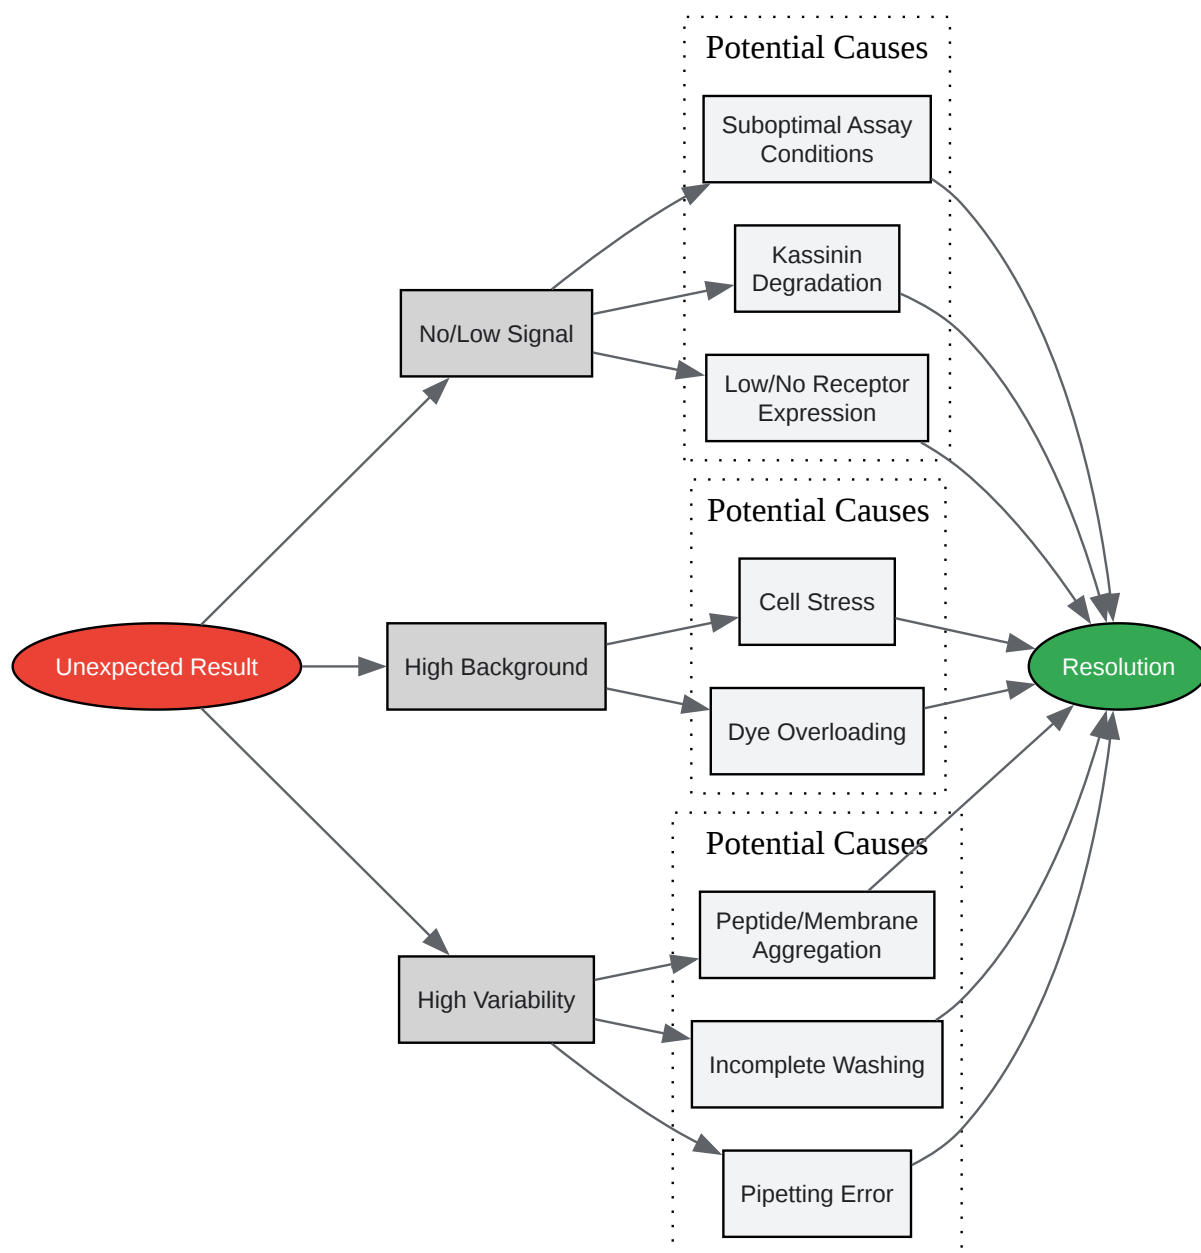 Potential Causes
Suboptimal Assay
Conditions
Kassinin
Degradation
No/Low Signal
Low/No Receptor
Expression
Potential Causes
Cell Stress
Unexpected Result
High Background
Resolution
Dye Overloading
Potential Causes
Peptide/Membrane
Aggregation
High Variability
Incomplete Washing
Pipetting Error